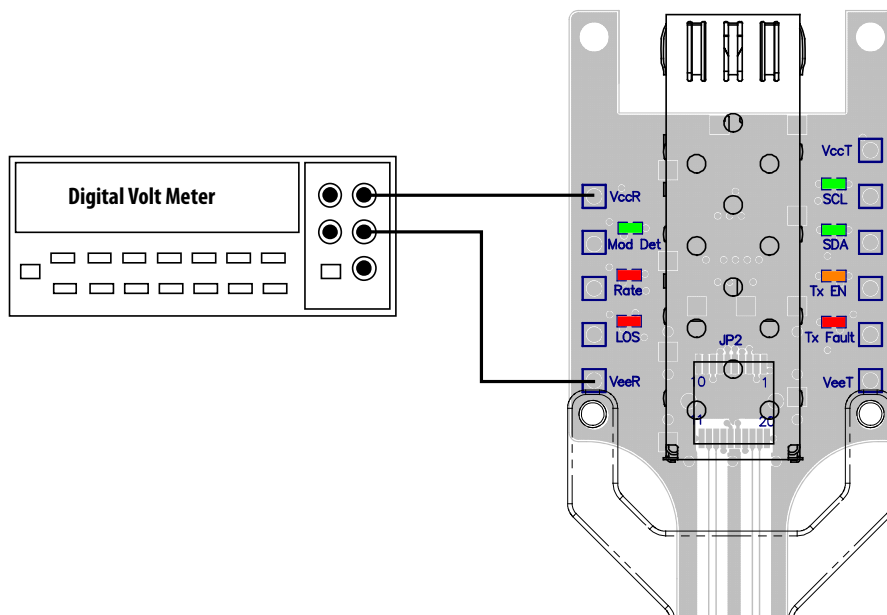 Digital Volt Meter
VccR
Mod Det
Rate
LOS
VeeR
JP2
10 1
11 20
VccT
SCL
SDA
Tx EN
Tx Fault
VeeT